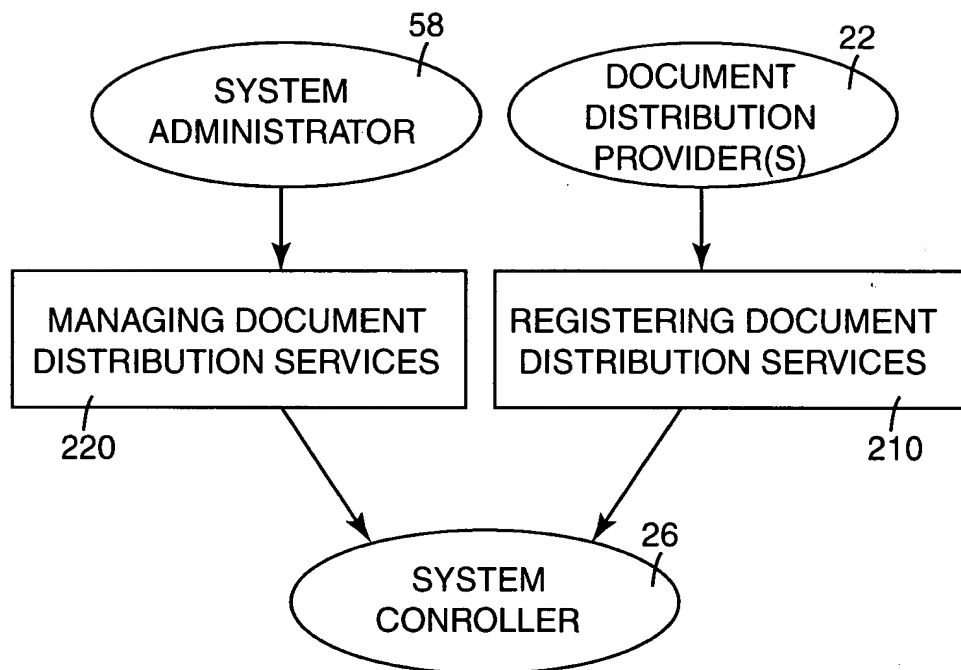 58
SYSTEM
ADMINISTRATOR
22
DOCUMENT
DISTRIBUTION
PROVIDER(S)
MANAGING DOCUMENT
DISTRIBUTION SERVICES
220
REGISTERING DOCUMENT
DISTRIBUTION SERVICES
210
26
SYSTEM
CONROLLER